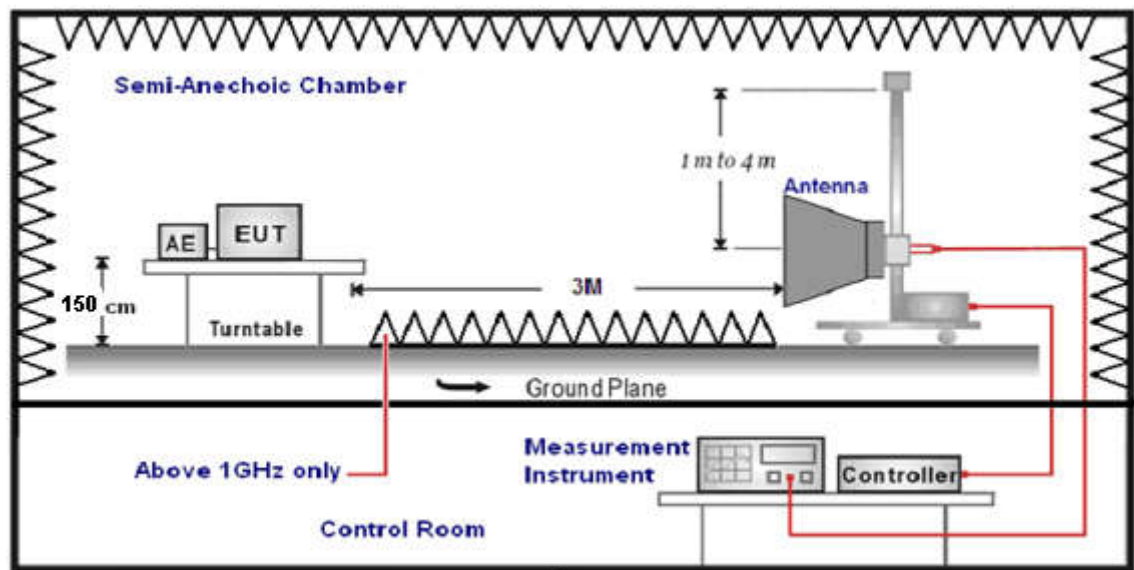 Semi-Anechoic Chamber
1 m to 4 m
Antenna
AE
EUT
150 cm
3M
Turntable
Ground Plane
Above 1GHz only
Measurement
Instrument
Controller
Control Room